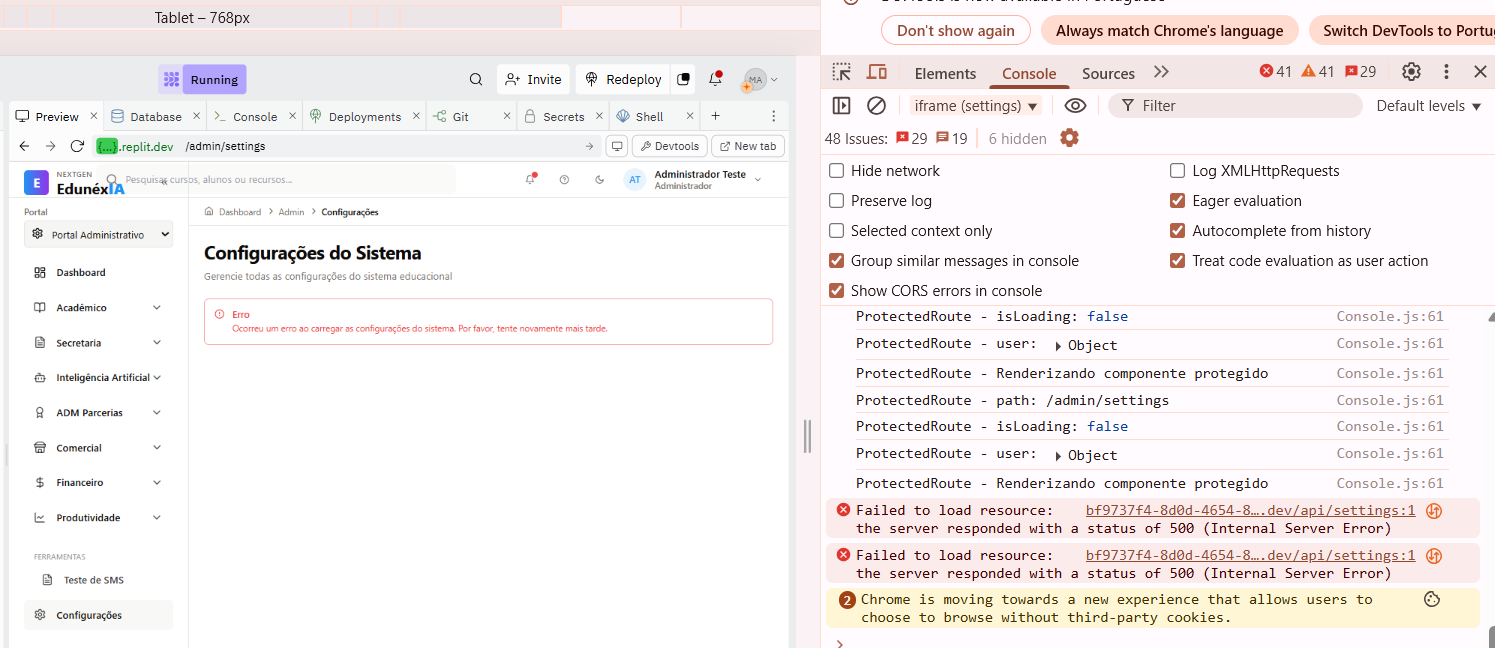 Tablet – 768px
Running
Invite
Redeploy
MA
Preview
Database
Console
Deployments
Git
Secrets
Shell
{...}.replit.dev /admin/settings
Devtools
New tab
E
NEXTGEN
EdunéxIA
Pesquisar cursos, alunos ou recursos...
AT
Administrador Teste
Administrador
Portal
Portal Administrativo
Dashboard
Acadêmico
Secretaria
Inteligência Artificial
ADM Parcerias
Comercial
Financeiro
Produtividade
FERRAMENTAS
Teste de SMS
Configurações
Dashboard > Admin > Configurações
Configurações do Sistema
Gerencie todas as configurações do sistema educacional
Erro
Ocorreu um erro ao carregar as configurações do sistema. Por favor, tente novamente mais tarde.
Don't show again
Always match Chrome's language
Switch DevTools to Portu
Elements
Console
Sources
41
41
29
iframe (settings)
Filter
Default levels
48 Issues: 29 19
6 hidden
Hide network
Log XMLHttpRequests
Preserve log
Eager evaluation
Selected context only
Autocomplete from history
Group similar messages in console
Treat code evaluation as user action
Show CORS errors in console
ProtectedRoute - isLoading: false Console.js:61
ProtectedRoute - user: Object Console.js:61
ProtectedRoute - Renderizando componente protegido Console.js:61
ProtectedRoute - path: /admin/settings Console.js:61
ProtectedRoute - isLoading: false Console.js:61
ProtectedRoute - user: Object Console.js:61
ProtectedRoute - Renderizando componente protegido Console.js:61
Failed to load resource: bf9737f4-8d0d-4654-8….dev/api/settings:1
the server responded with a status of 500 (Internal Server Error)
Failed to load resource: bf9737f4-8d0d-4654-8….dev/api/settings:1
the server responded with a status of 500 (Internal Server Error)
2 Chrome is moving towards a new experience that allows users to
choose to browse without third-party cookies.